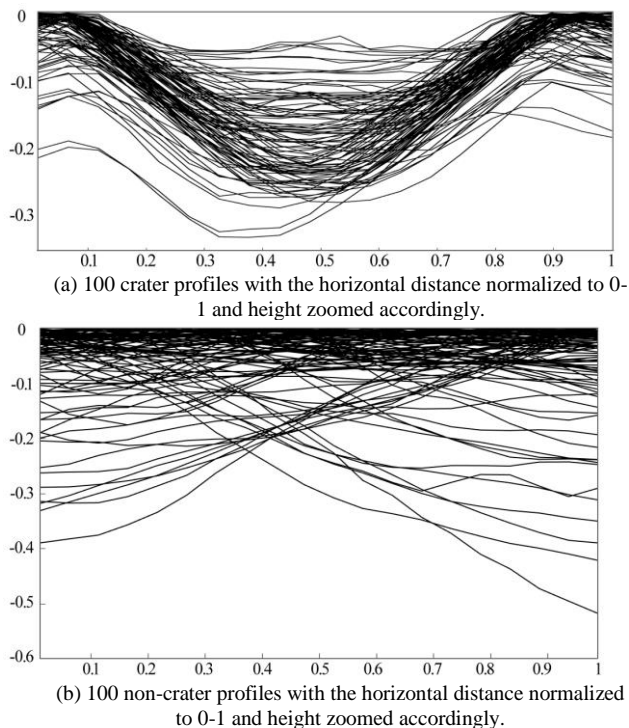 0
-0.1
-0.2
-0.3
0.1 0.2 0.3 0.4 0.5 0.6 0.7 0.8 0.9 1
(a) 100 crater profiles with the horizontal distance normalized to 0-
1 and height zoomed accordingly.
0
-0.1
-0.2
-0.3
-0.4
-0.5
-0.6
0.1 0.2 0.3 0.4 0.5 0.6 0.7 0.8 0.9 1
(b) 100 non-crater profiles with the horizontal distance normalized
to 0-1 and height zoomed accordingly.